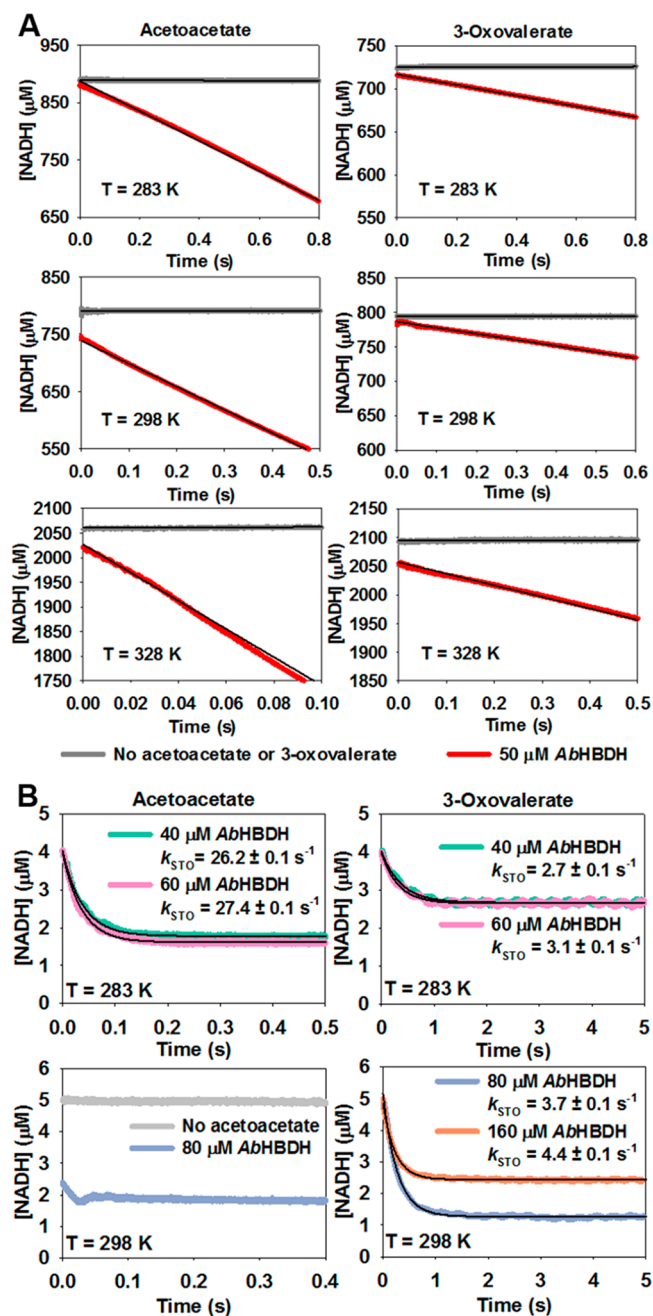 A
Acetoacetate
3-Oxovalerate
[NADH] (µM)
950
850
750
650
T = 283 K
0.0 0.2 0.4 0.6 0.8
Time (s)
[NADH] (µM)
750
700
650
600
550
T = 283 K
0.0 0.2 0.4 0.6 0.8
Time (s)
[NADH] (µM)
850
750
650
550
T = 298 K
0.0 0.1 0.2 0.3 0.4 0.5
Time (s)
[NADH] (µM)
850
800
750
700
650
600
T = 298 K
0.0 0.1 0.2 0.3 0.4 0.5 0.6
Time (s)
[NADH] (µM)
2100
2050
2000
1950
1900
1850
1800
1750
T = 328 K
0.00 0.02 0.04 0.06 0.08 0.10
Time (s)
[NADH] (µM)
2150
2100
2050
2000
1950
1900
1850
T = 328 K
0.0 0.1 0.2 0.3 0.4 0.5
Time (s)
No acetoacetate or 3-oxovalerate
50 µM AbHBDH
B
Acetoacetate
3-Oxovalerate
[NADH] (µM)
5
4
3
2
1
0
40 µM AbHBDH
kSTO = 26.2 ± 0.1 s-1
60 µM AbHBDH
kSTO = 27.4 ± 0.1 s-1
T = 283 K
0.0 0.1 0.2 0.3 0.4 0.5
Time (s)
[NADH] (µM)
5
4
3
2
1
0
40 µM AbHBDH
kSTO = 2.7 ± 0.1 s-1
60 µM AbHBDH
kSTO = 3.1 ± 0.1 s-1
T = 283 K
0 1 2 3 4 5
Time (s)
[NADH] (µM)
6
5
4
3
2
1
0
No acetoacetate
80 µM AbHBDH
T = 298 K
0.0 0.1 0.2 0.3 0.4
Time (s)
[NADH] (µM)
6
5
4
3
2
1
0
80 µM AbHBDH
kSTO = 3.7 ± 0.1 s-1
160 µM AbHBDH
kSTO = 4.4 ± 0.1 s-1
T = 298 K
0 1 2 3 4 5
Time (s)